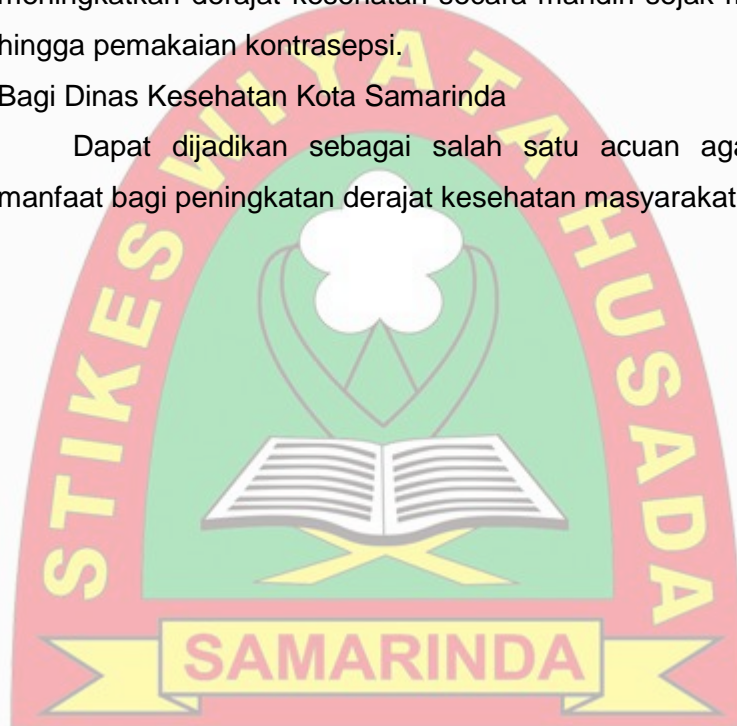 meningkatkan derajat kesehatan secara mandiri sejak
hingga pemakaian kontrasepsi.
Bagi Dinas Kesehatan Kota Samarinda
Dapat dijadikan sebagai salah satu acuan aga
manfaat bagi peningkatan derajat kesehatan masyarakat
STIKES WIYATA HUSADA
SAMARINDA